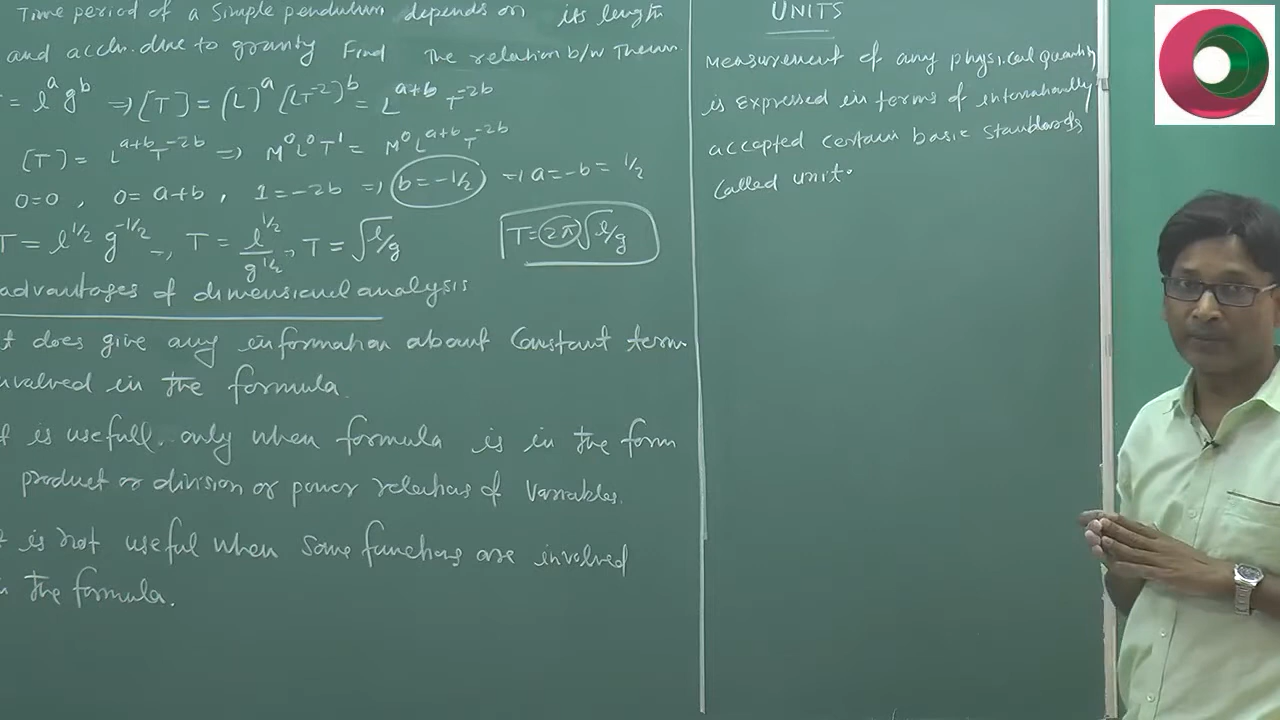 Time period of a Simple pendulum depends on its length
and accln. due to gravity Find The relation b/w Them.
= l^a g^b ⇒ [T] = (L)^a (LT^-2)^b = L^a+b T^-2b
[T] = L^a+b T^-2b ⇒ M^0 L^0 T^1 = M^0 L^a+b T^-2b
0=0, 0=a+b, 1=-2b ⇒ b=-1/2 ⇒ a=-b=1/2
T = l^1/2 g^-1/2 ⇒, T = l^1/2 / g^1/2 ⇒ T = √l/g T=2π√l/g
advantages of dimensional analysis
t does give any information about Constant term
nvolved in the formula.
t is usefull only when formula is in the form
product or division or power relations of Variables.
t is not useful when some functions are involved
the formula.
UNITS
Measurement of any physical quantity
is Expressed in terms of internationally
accepted certain basic standards
Called unit.